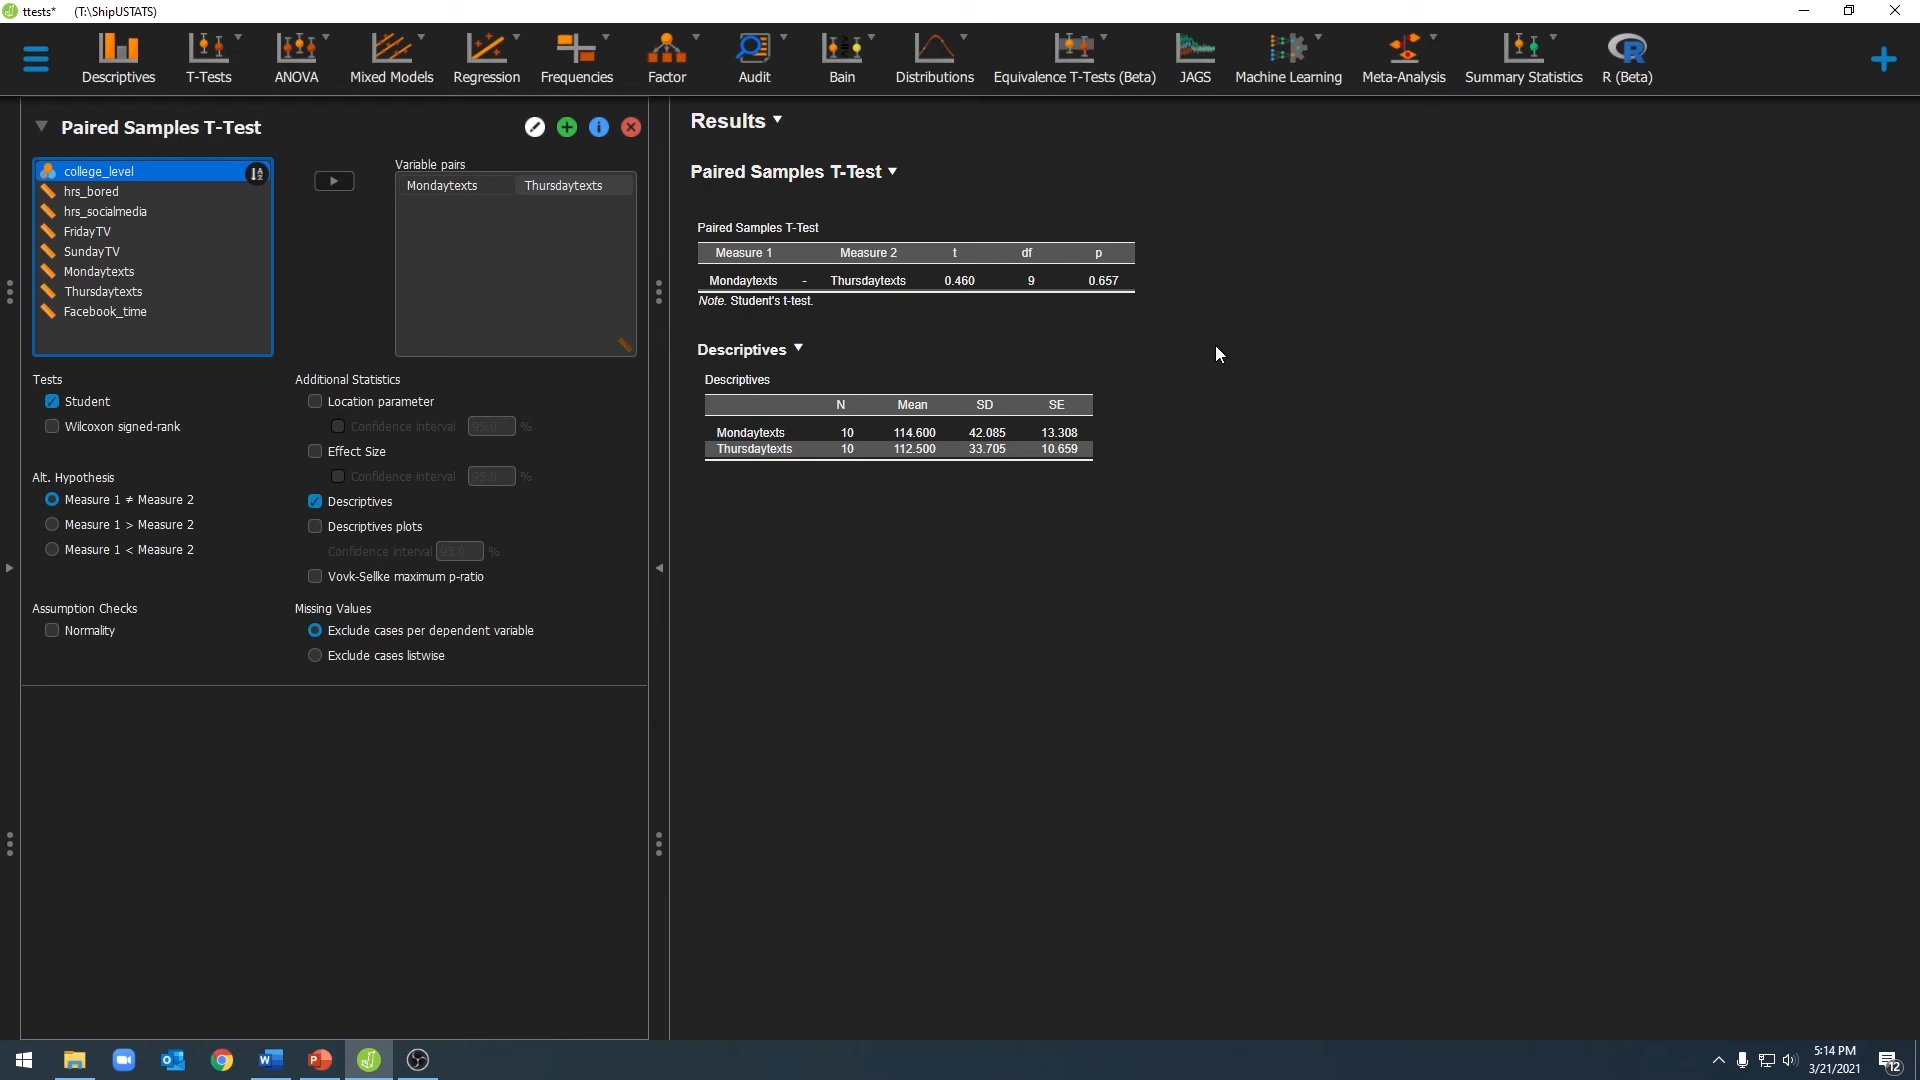 ttests* (T:\ShipUSTATS)
Descriptives T-Tests ANOVA Mixed Models Regression Frequencies Factor Audit Bain Distributions Equivalence T-Tests (Beta) JAGS Machine Learning Meta-Analysis Summary Statistics R (Beta)
Paired Samples T-Test
college_level
hrs_bored
hrs_socialmedia
FridayTV
SundayTV
Mondaytexts
Thursdaytexts
Facebook_time
Variable pairs
Mondaytexts Thursdaytexts
Tests
Student
Wilcoxon signed-rank
Alt. Hypothesis
Measure 1 ≠ Measure 2
Measure 1 > Measure 2
Measure 1 < Measure 2
Assumption Checks
Normality
Additional Statistics
Location parameter
Confidence interval 95.0 %
Effect Size
Confidence interval 95.0 %
Descriptives
Descriptives plots
Confidence interval 95.0 %
Vovk-Sellke maximum p-ratio
Missing Values
Exclude cases per dependent variable
Exclude cases listwise
Results
Paired Samples T-Test
Paired Samples T-Test
Measure 1 Measure 2 t df p
Mondaytexts - Thursdaytexts 0.460 9 0.657
Note. Student's t-test.
Descriptives
Descriptives
N Mean SD SE
Mondaytexts 10 114.600 42.085 13.308
Thursdaytexts 10 112.500 33.705 10.659
5:14 PM
3/21/2021
12